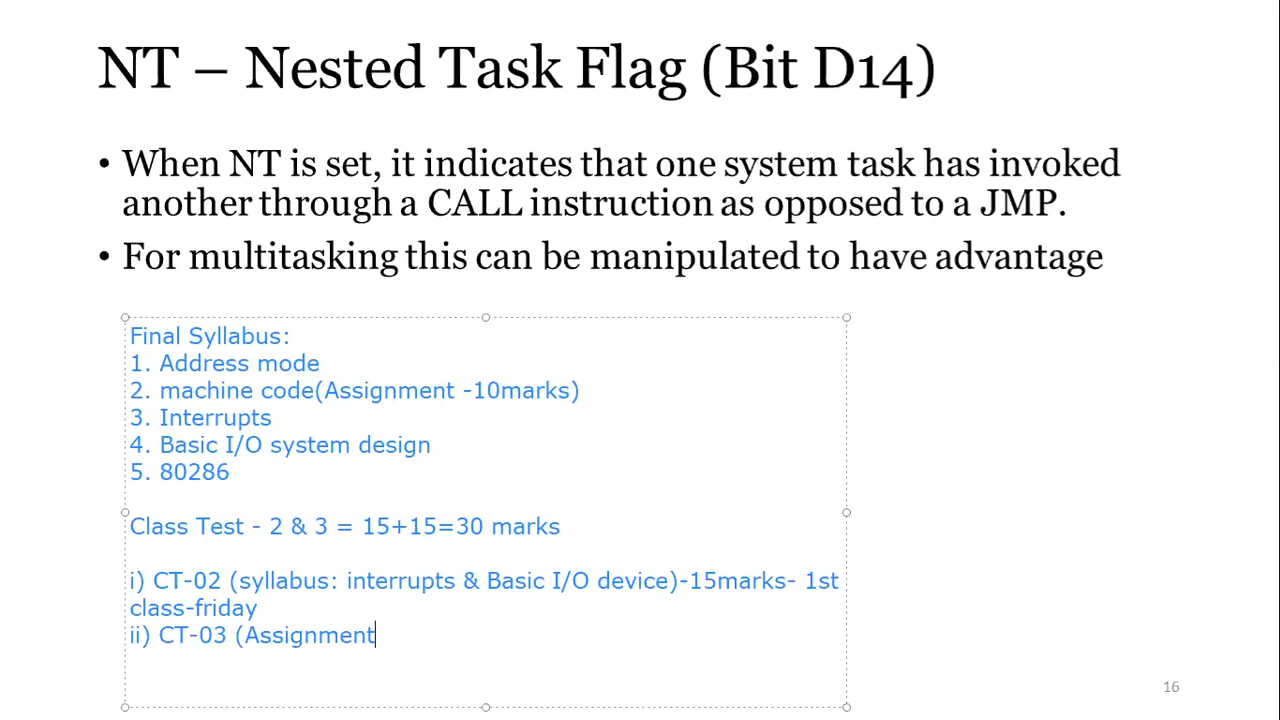 NT – Nested Task Flag (Bit D14)
• When NT is set, it indicates that one system task has invoked
another through a CALL instruction as opposed to a JMP.
• For multitasking this can be manipulated to have advantage
Final Syllabus:
1. Address mode
2. machine code(Assignment -10marks)
3. Interrupts
4. Basic I/O system design
5. 80286
Class Test - 2 & 3 = 15+15=30 marks
i) CT-02 (syllabus: interrupts & Basic I/O device)-15marks- 1st
class-friday
ii) CT-03 (Assignment
16